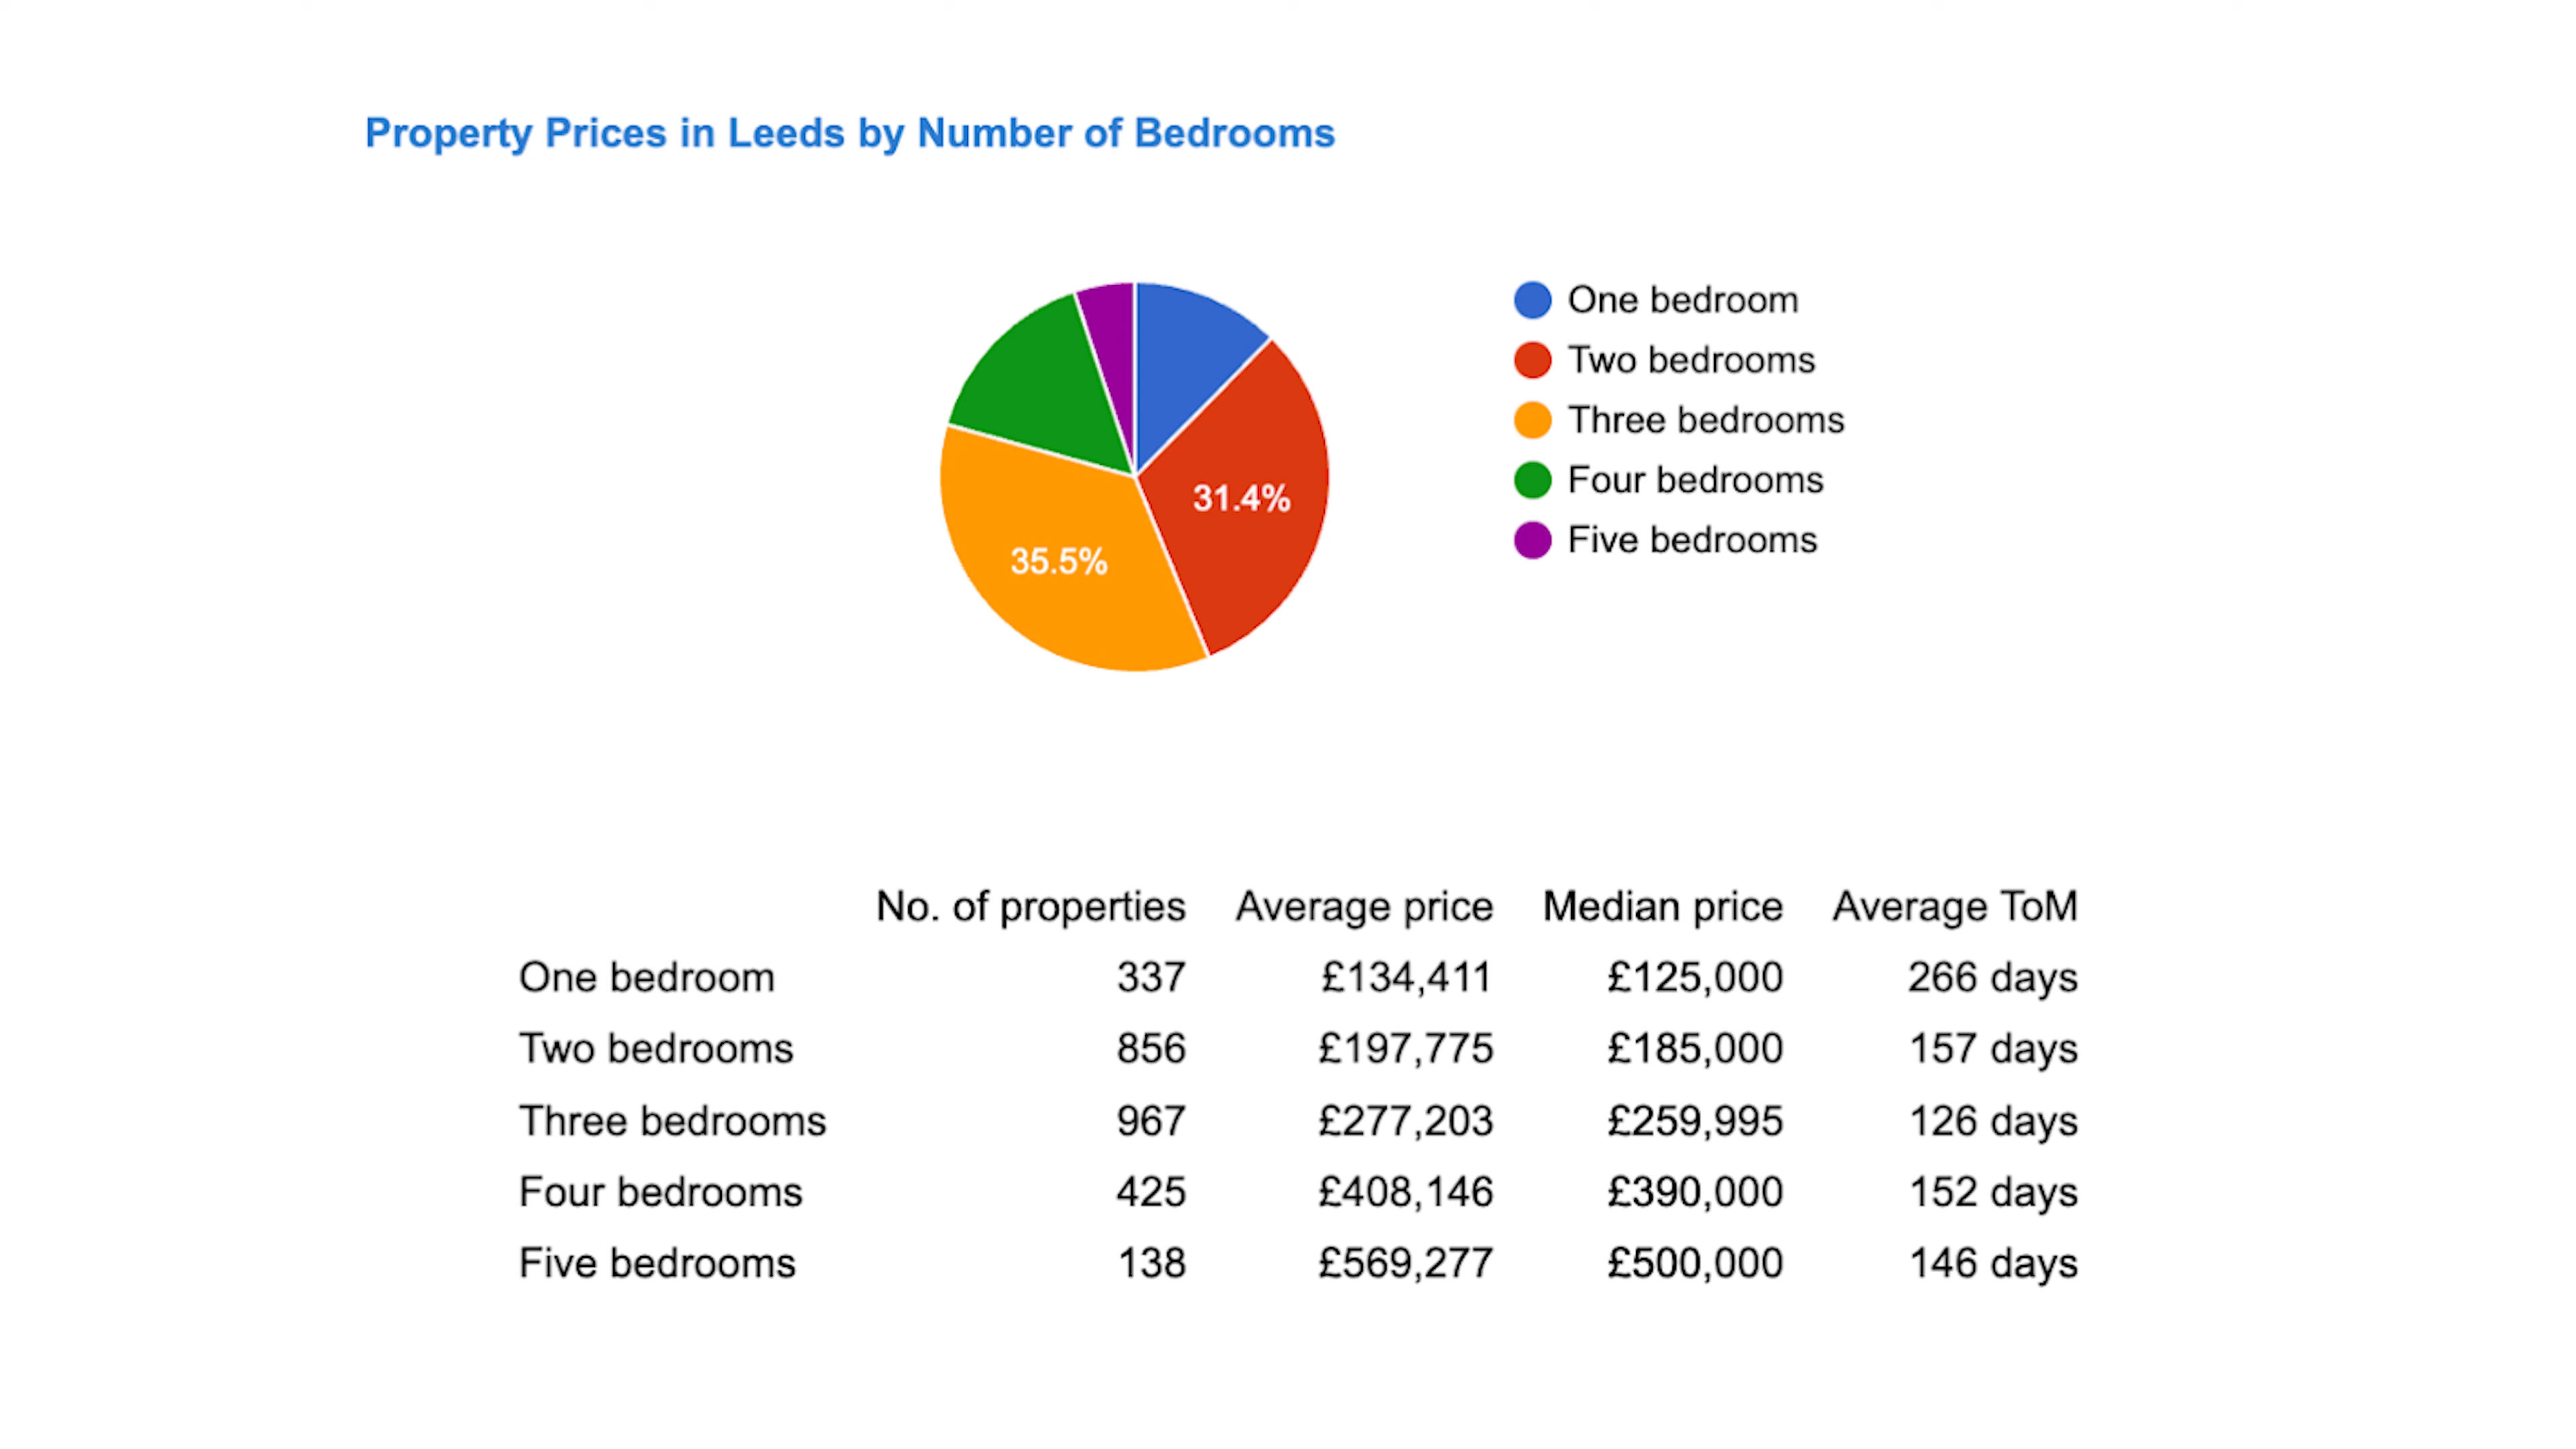 Property Prices in Leeds by Number of Bedrooms
One bedroom
Two bedrooms
Three bedrooms
Four bedrooms
Five bedrooms
31.4%
35.5%
No. of properties Average price Median price Average ToM
One bedroom 337 £134,411 £125,000 266 days
Two bedrooms 856 £197,775 £185,000 157 days
Three bedrooms 967 £277,203 £259,995 126 days
Four bedrooms 425 £408,146 £390,000 152 days
Five bedrooms 138 £569,277 £500,000 146 days